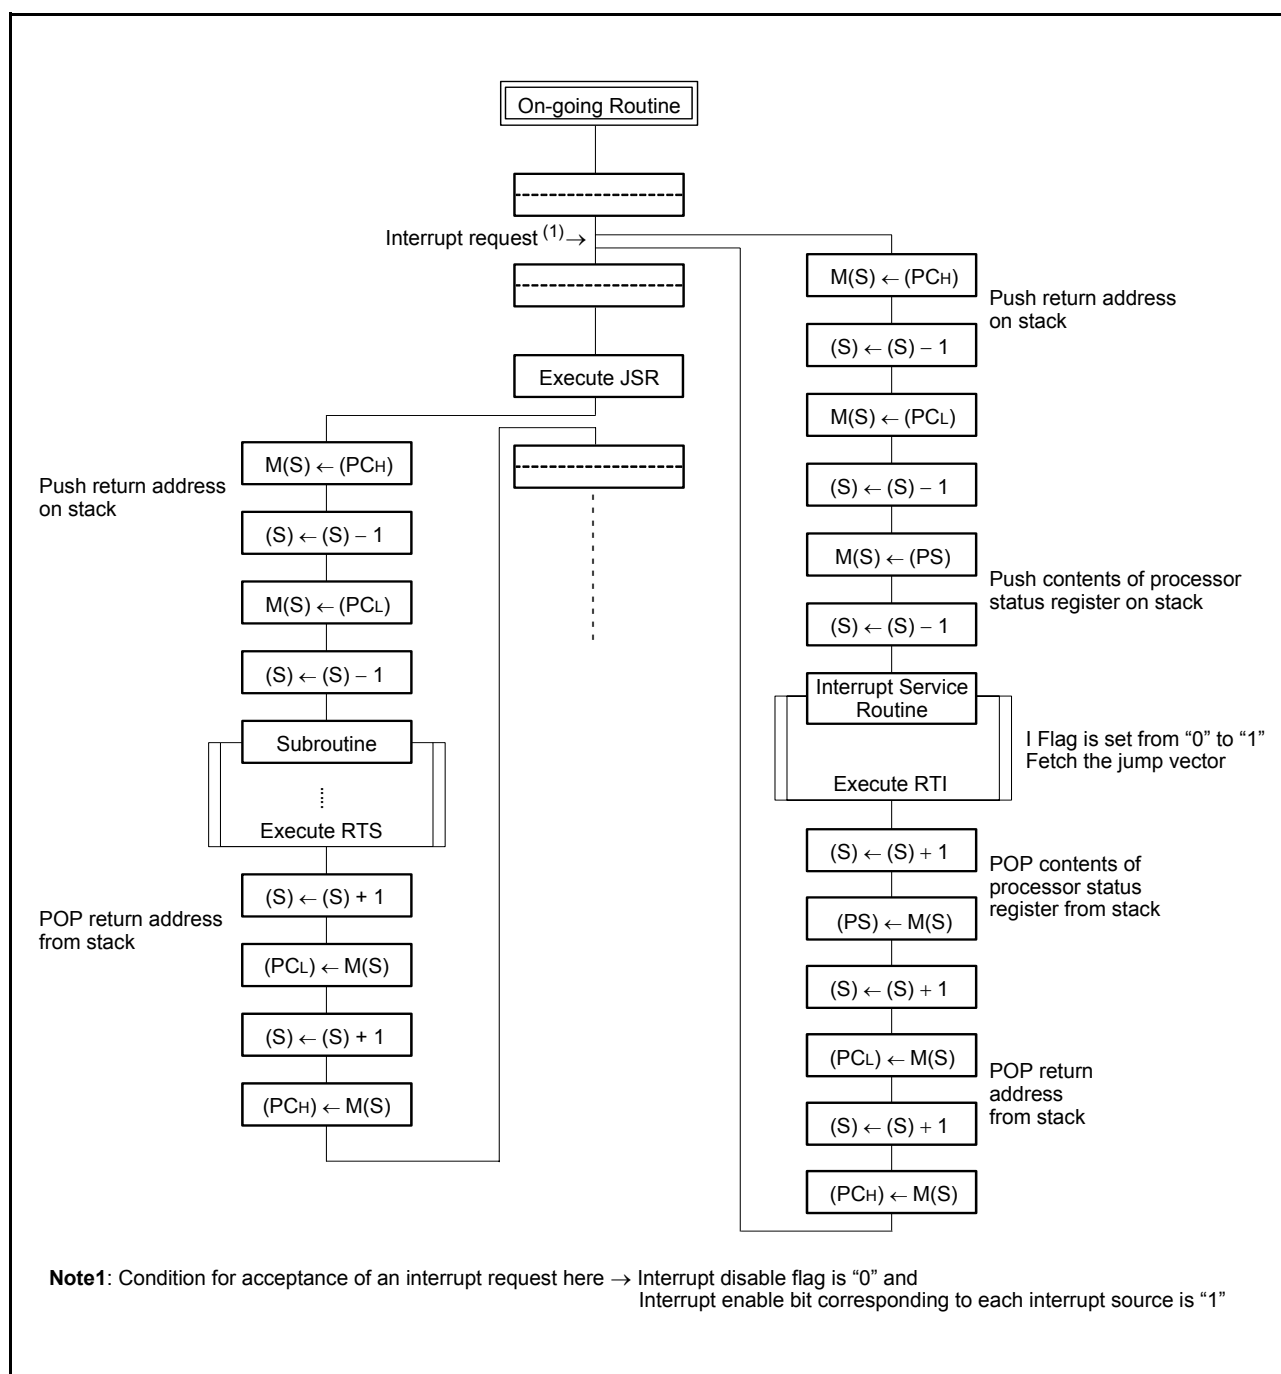 On-going Routine
Interrupt request (1) →
Execute JSR
Push return address
on stack
M(S) ← (PCH)
(S) ← (S) − 1
M(S) ← (PCL)
(S) ← (S) − 1
Subroutine
Execute RTS
POP return address
from stack
(S) ← (S) + 1
(PCL) ← M(S)
(S) ← (S) + 1
(PCH) ← M(S)
M(S) ← (PCH)
Push return address
on stack
(S) ← (S) − 1
M(S) ← (PCL)
(S) ← (S) − 1
M(S) ← (PS)
Push contents of processor
status register on stack
(S) ← (S) − 1
Interrupt Service
Routine
I Flag is set from “0” to “1”
Fetch the jump vector
Execute RTI
(S) ← (S) + 1
POP contents of
processor status
register from stack
(PS) ← M(S)
(S) ← (S) + 1
(PCL) ← M(S)
POP return
address
from stack
(S) ← (S) + 1
(PCH) ← M(S)
Note1: Condition for acceptance of an interrupt request here → Interrupt disable flag is “0” and
Interrupt enable bit corresponding to each interrupt source is “1”